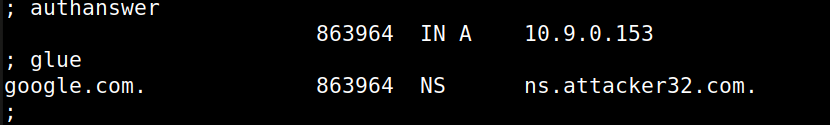 ; authanswer
863964 IN A 10.9.0.153
; glue
google.com. 863964 NS ns.attacker32.com.
;